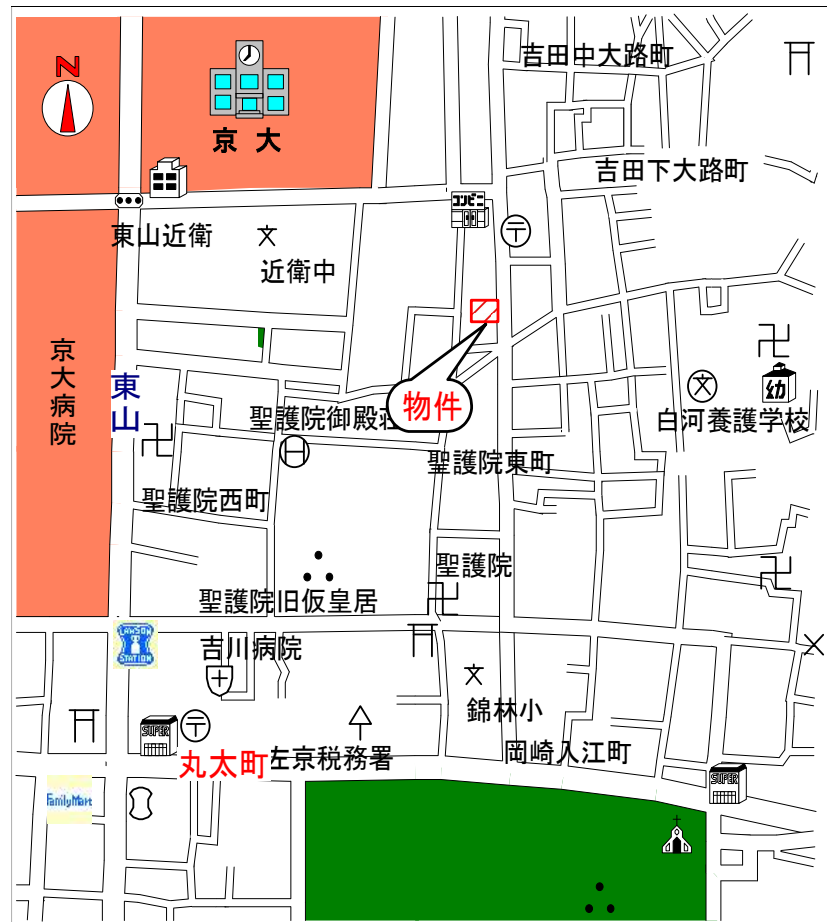 吉田中大路町
N
京大
吉田下大路町
コンビニ
〒
東山近衛
文
近衛中
京大病院
東山
物件
文
幼
聖護院御殿荘
白河養護学校
H
聖護院東町
聖護院西町
聖護院
聖護院旧仮皇居
LAWSON
STATION
吉川病院
文
錦林小
SUPER
〒
丸太町
左京税務署
岡崎入江町
SUPER
FamilyMart